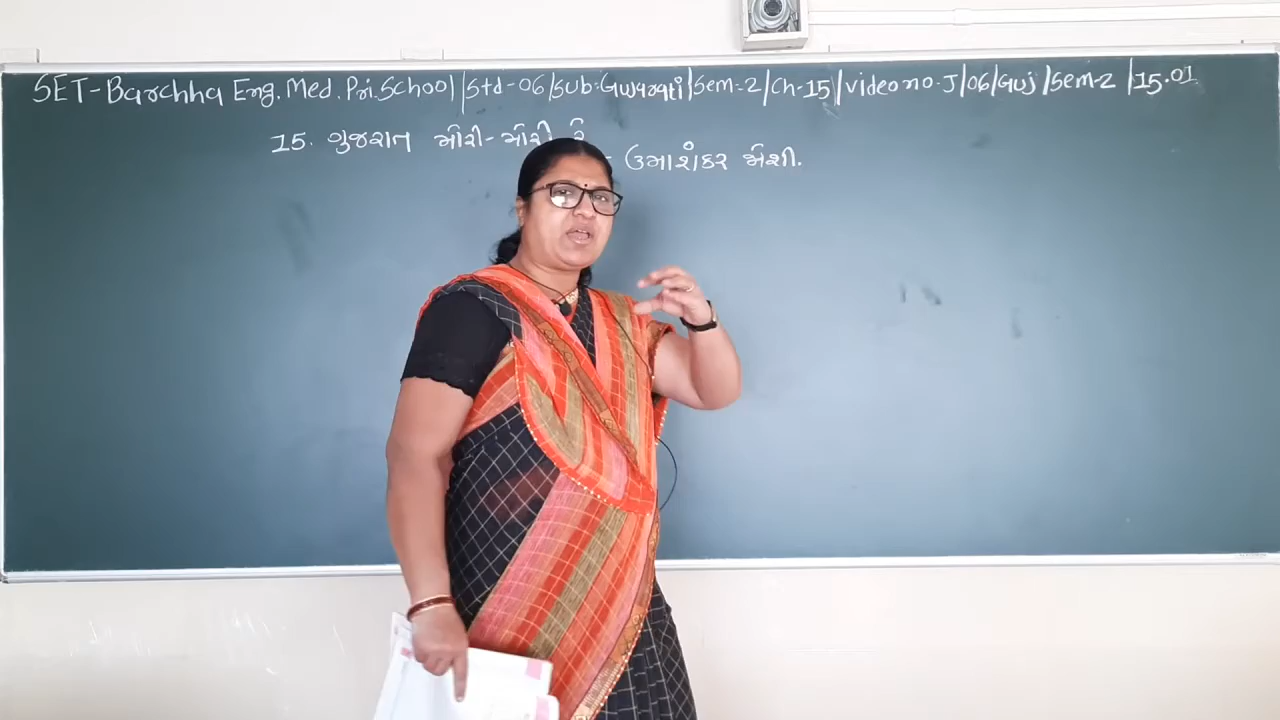 SET-Barchha Eng. Med. Pri. School | Std-06 | Sub:-Gujarati | Sem-2 | Ch-15 | video no-J/06/Guj/Sem-2/15.01
15. ગુજરાત મોરી-મોરી રે
- ઉમાશંકર જોશી.